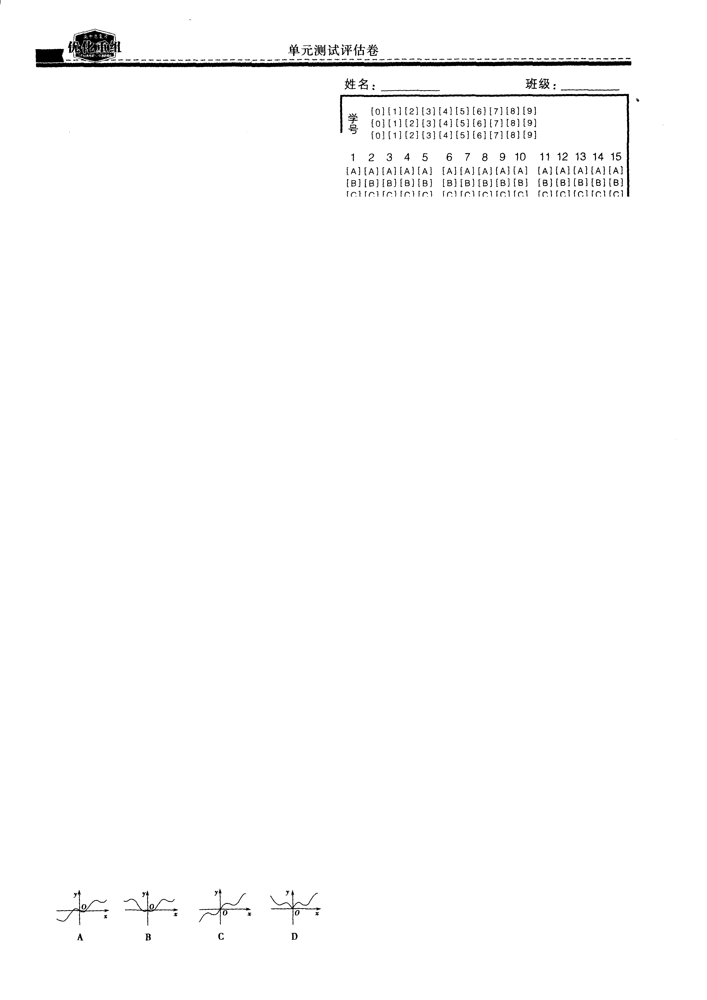 高中总复习
优化重组
单元测试评估卷
姓名：________ 班级：________
学号
[0][1][2][3][4][5][6][7][8][9]
[0][1][2][3][4][5][6][7][8][9]
[0][1][2][3][4][5][6][7][8][9]
1 2 3 4 5 6 7 8 9 10 11 12 13 14 15
[A][A][A][A][A] [A][A][A][A][A] [A][A][A][A][A]
[B][B][B][B][B] [B][B][B][B][B] [B][B][B][B][B]
[C][C][C][C][C] [C][C][C][C][C] [C][C][C][C][C]
y O x y O x y O x y O x
A B C D